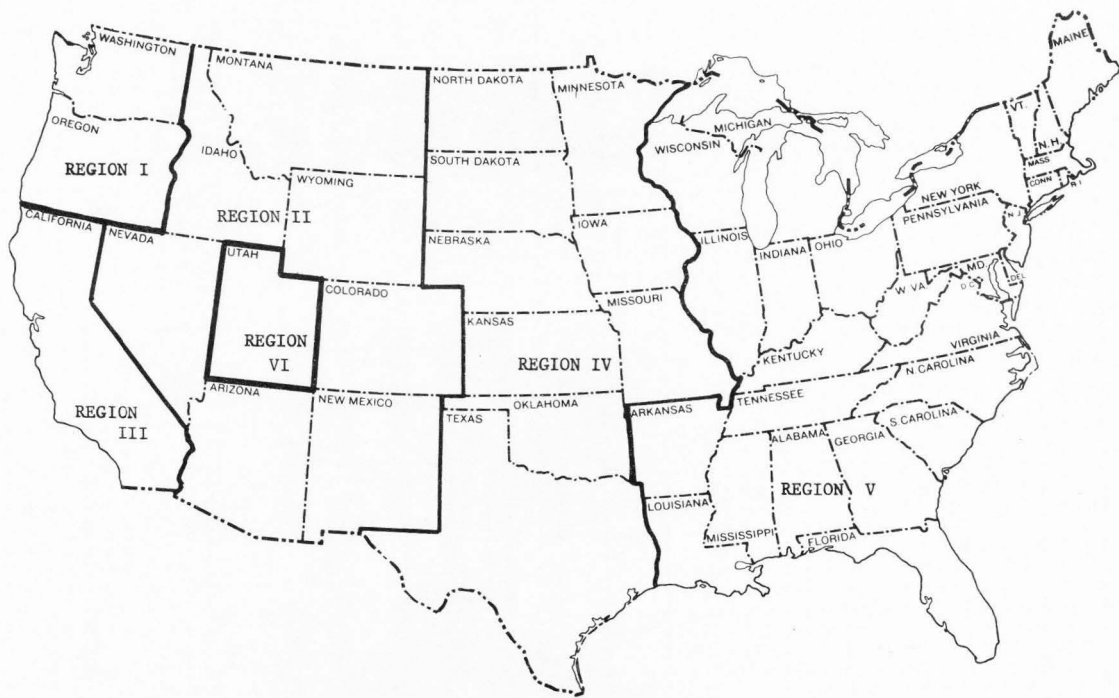 WASHINGTON
MONTANA
NORTH DAKOTA
MINNESOTA
MAINE
OREGON
IDAHO
REGION I
SOUTH DAKOTA
MICHIGAN
WISCONSIN
VT.
N.H.
MASS
CONN
R I
WYOMING
REGION II
NEW YORK
PENNSYLVANIA
N.J.
CALIFORNIA
NEVADA
UTAH
NEBRASKA
IOWA
ILLINOIS
INDIANA
OHIO
MD.
D.C.
DEL
W. VA.
COLORADO
KANSAS
MISSOURI
REGION
VI
REGION IV
KENTUCKY
VIRGINIA
REGION
III
ARIZONA
NEW MEXICO
TEXAS
OKLAHOMA
ARKANSAS
TENNESSEE
N. CAROLINA
S. CAROLINA
ALABAMA
GEORGIA
REGION V
LOUISIANA
MISSISSIPPI
FLORIDA